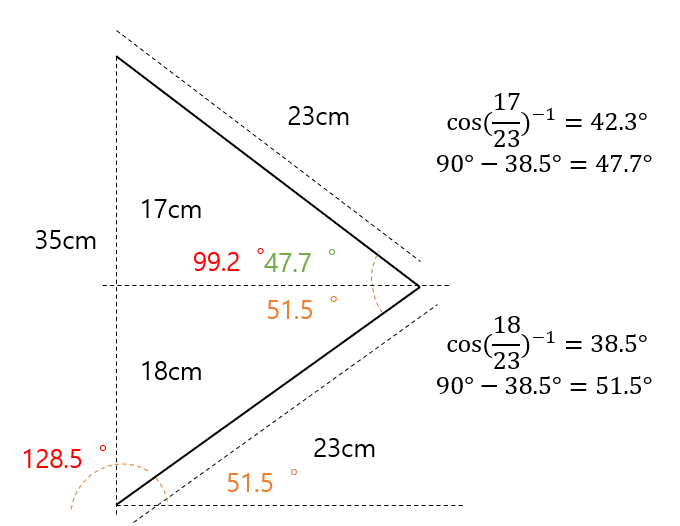 23cm
cos(17/23)⁻¹ = 42.3°
90° − 38.5° = 47.7°
17cm
35cm
99.2 ° 47.7 °
51.5 °
cos(18/23)⁻¹ = 38.5°
90° − 38.5° = 51.5°
18cm
23cm
128.5 °
51.5 °